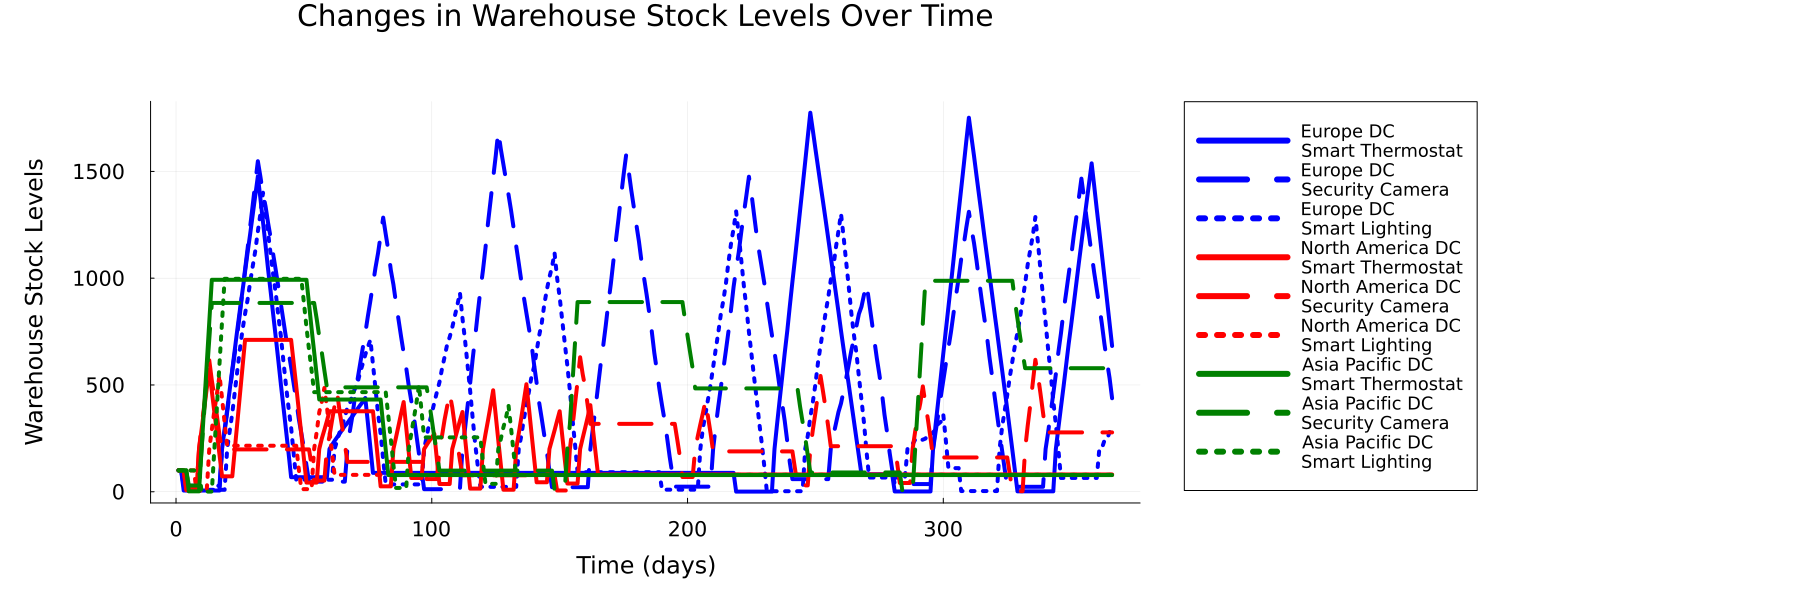 Changes in Warehouse Stock Levels Over Time
Warehouse Stock Levels
1500
1000
500
0
0
100
200
300
Time (days)
Europe DC
Smart Thermostat
Europe DC
Security Camera
Europe DC
Smart Lighting
North America DC
Smart Thermostat
North America DC
Security Camera
North America DC
Smart Lighting
Asia Pacific DC
Smart Thermostat
Asia Pacific DC
Security Camera
Asia Pacific DC
Smart Lighting